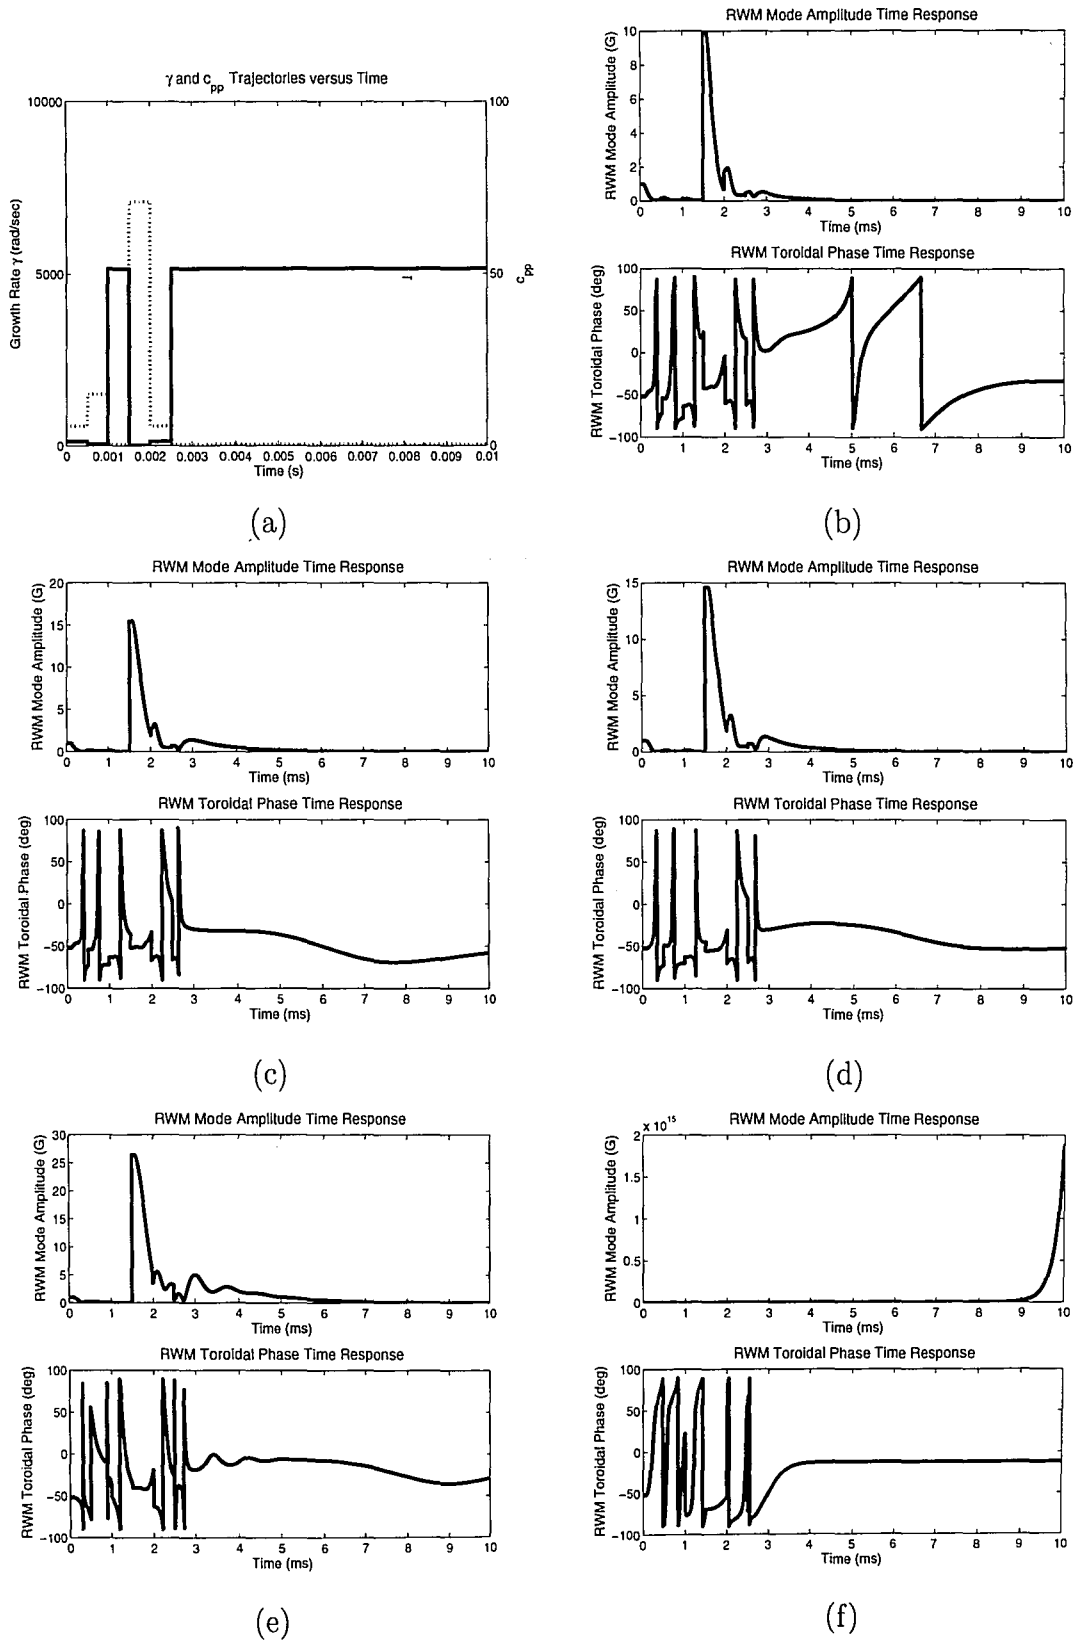 γ and c_pp Trajectories versus Time
10000
5000
0
100
50
0
Growth Rate γ (rad/sec)
c_pp
0 0.001 0.002 0.003 0.004 0.005 0.006 0.007 0.008 0.009 0.01
Time (s)
(a)
RWM Mode Amplitude Time Response
RWM Mode Amplitude (G)
10
8
6
4
2
0
0 1 2 3 4 5 6 7 8 9 10
Time (ms)
RWM Toroidal Phase Time Response
RWM Toroidal Phase (deg)
100
50
0
−50
−100
0 1 2 3 4 5 6 7 8 9 10
Time (ms)
(b)
RWM Mode Amplitude Time Response
RWM Mode Amplitude (G)
20
15
10
5
0
0 1 2 3 4 5 6 7 8 9 10
Time (ms)
RWM Toroidal Phase Time Response
RWM Toroidal Phase (deg)
100
50
0
−50
−100
0 1 2 3 4 5 6 7 8 9 10
Time (ms)
(c)
RWM Mode Amplitude Time Response
RWM Mode Amplitude (G)
15
10
5
0
0 1 2 3 4 5 6 7 8 9 10
Time (ms)
RWM Toroidal Phase Time Response
RWM Toroidal Phase (deg)
100
50
0
−50
−100
0 1 2 3 4 5 6 7 8 9 10
Time (ms)
(d)
RWM Mode Amplitude Time Response
RWM Mode Amplitude (G)
30
25
20
15
10
5
0
0 1 2 3 4 5 6 7 8 9 10
Time (ms)
RWM Toroidal Phase Time Response
RWM Toroidal Phase (deg)
100
50
0
−50
−100
0 1 2 3 4 5 6 7 8 9 10
Time (ms)
(e)
RWM Mode Amplitude Time Response
x 10^15
RWM Mode Amplitude (G)
2
1.5
1
0.5
0
0 1 2 3 4 5 6 7 8 9 10
Time (ms)
RWM Toroidal Phase Time Response
RWM Toroidal Phase (deg)
100
50
0
−50
−100
0 1 2 3 4 5 6 7 8 9 10
Time (ms)
(f)